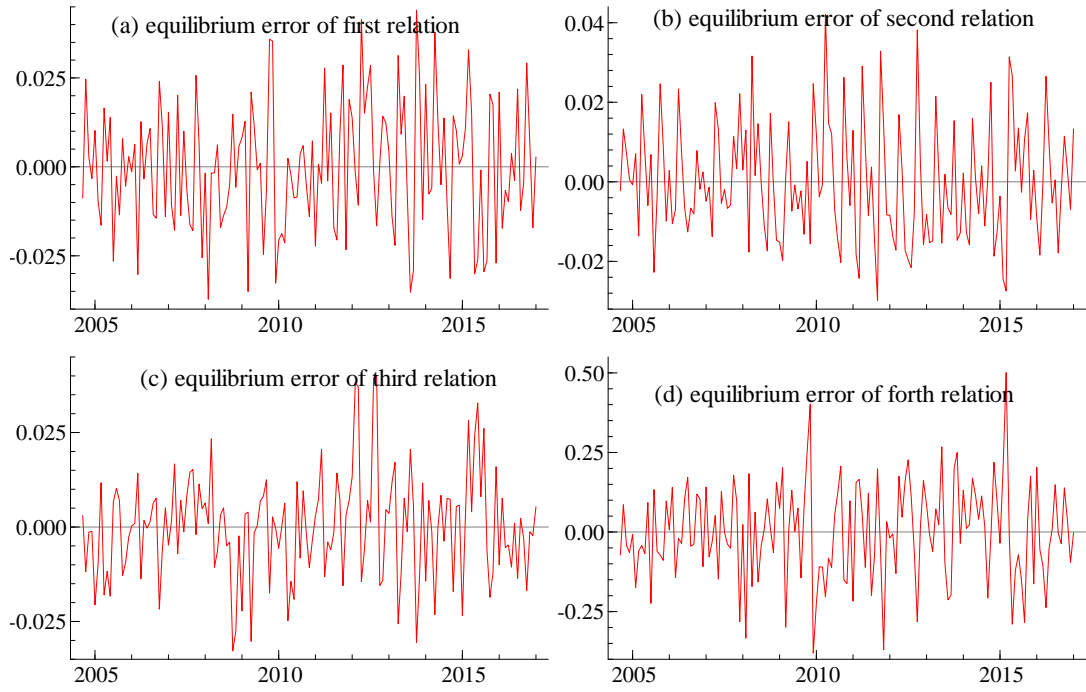 (a) equilibrium error of first relation
0.025
0.000
-0.025
2005 2010 2015
(b) equilibrium error of second relation
0.04
0.02
0.00
-0.02
2005 2010 2015
(c) equilibrium error of third relation
0.025
0.000
-0.025
2005 2010 2015
(d) equilibrium error of forth relation
0.50
0.25
0.00
-0.25
2005 2010 2015